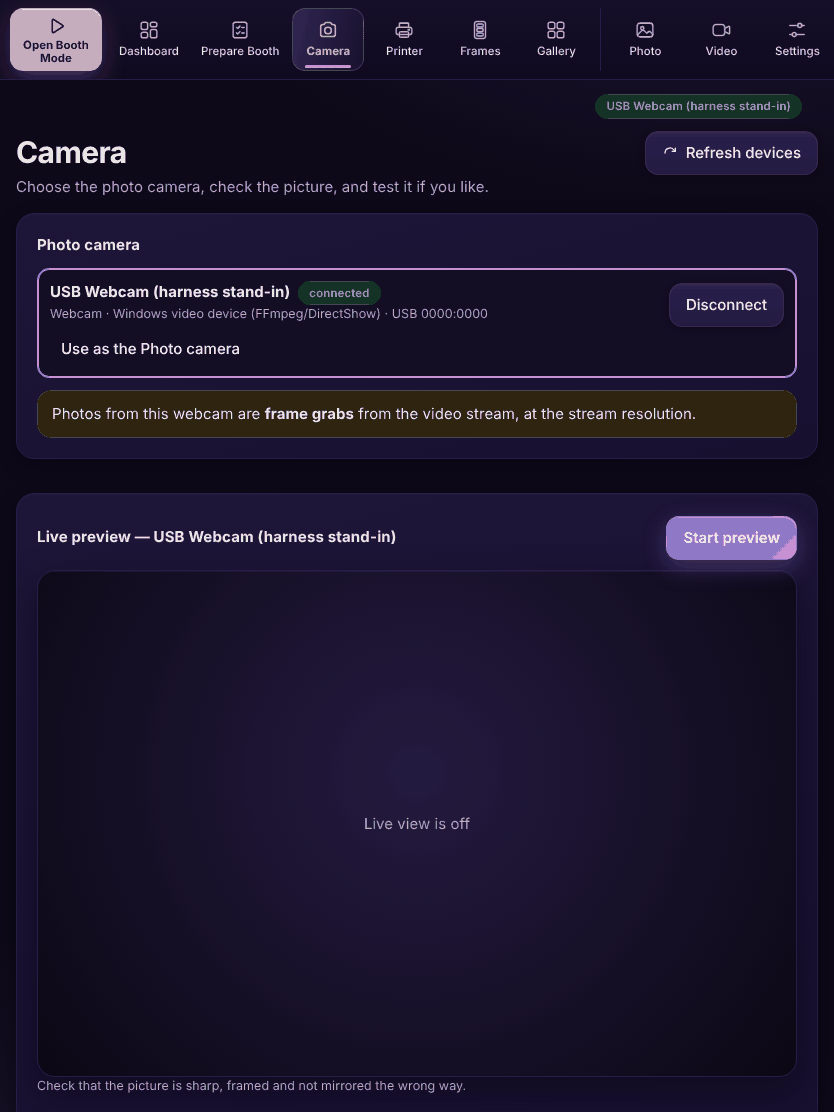 Open Booth
Mode
Dashboard
Prepare Booth
Camera
Printer
Frames
Gallery
Photo
Video
Settings
USB Webcam (harness stand-in)
Camera
Refresh devices
Choose the photo camera, check the picture, and test it if you like.
Photo camera
USB Webcam (harness stand-in) connected
Webcam · Windows video device (FFmpeg/DirectShow) · USB 0000:0000
Disconnect
Use as the Photo camera
Photos from this webcam are frame grabs from the video stream, at the stream resolution.
Live preview — USB Webcam (harness stand-in)
Start preview
Live view is off
Check that the picture is sharp, framed and not mirrored the wrong way.